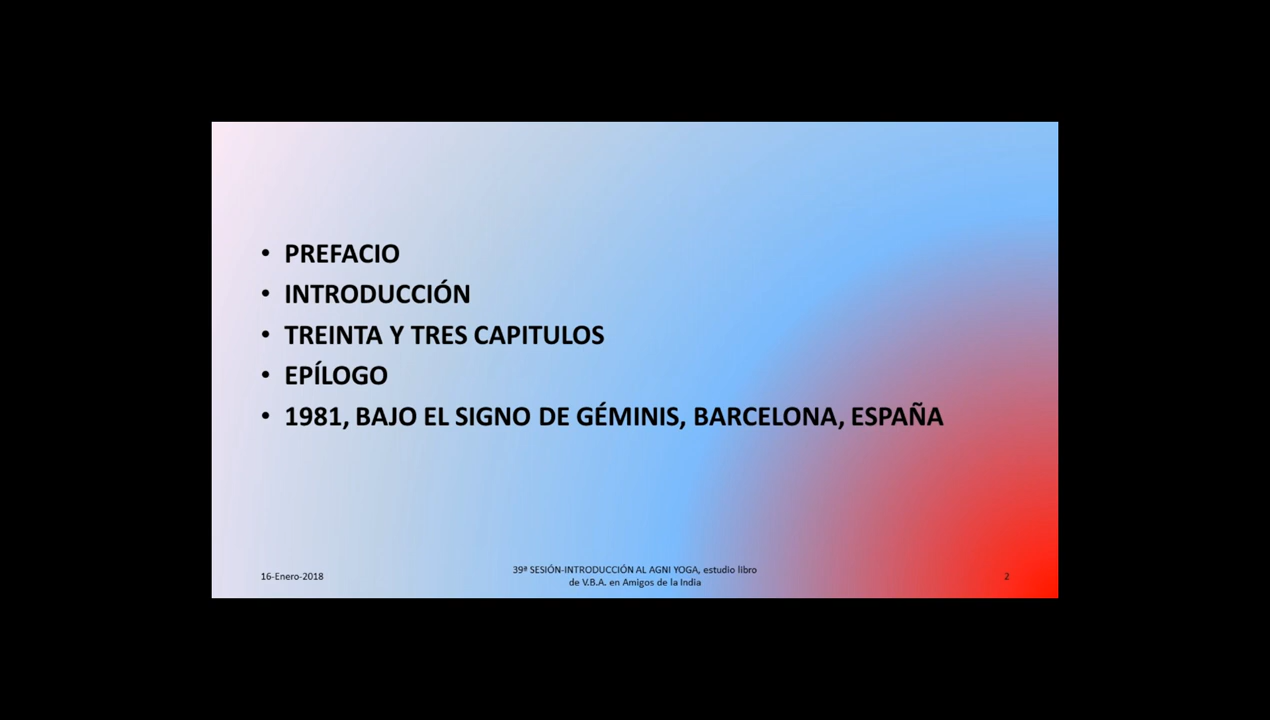 • PREFACIO
• INTRODUCCIÓN
• TREINTA Y TRES CAPITULOS
• EPÍLOGO
• 1981, BAJO EL SIGNO DE GÉMINIS, BARCELONA, ESPAÑA
16-Enero-2018
39ª SESIÓN-INTRODUCCIÓN AL AGNI YOGA, estudio libro
de V.B.A. en Amigos de la India
2